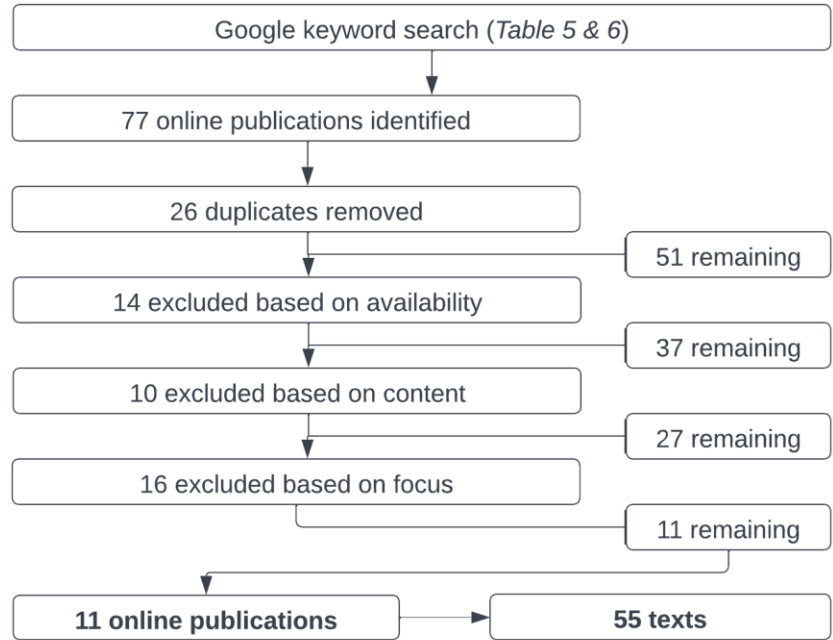 Google keyword search (Table 5 & 6)
77 online publications identified
26 duplicates removed
51 remaining
14 excluded based on availability
37 remaining
10 excluded based on content
27 remaining
16 excluded based on focus
11 remaining
11 online publications
55 texts